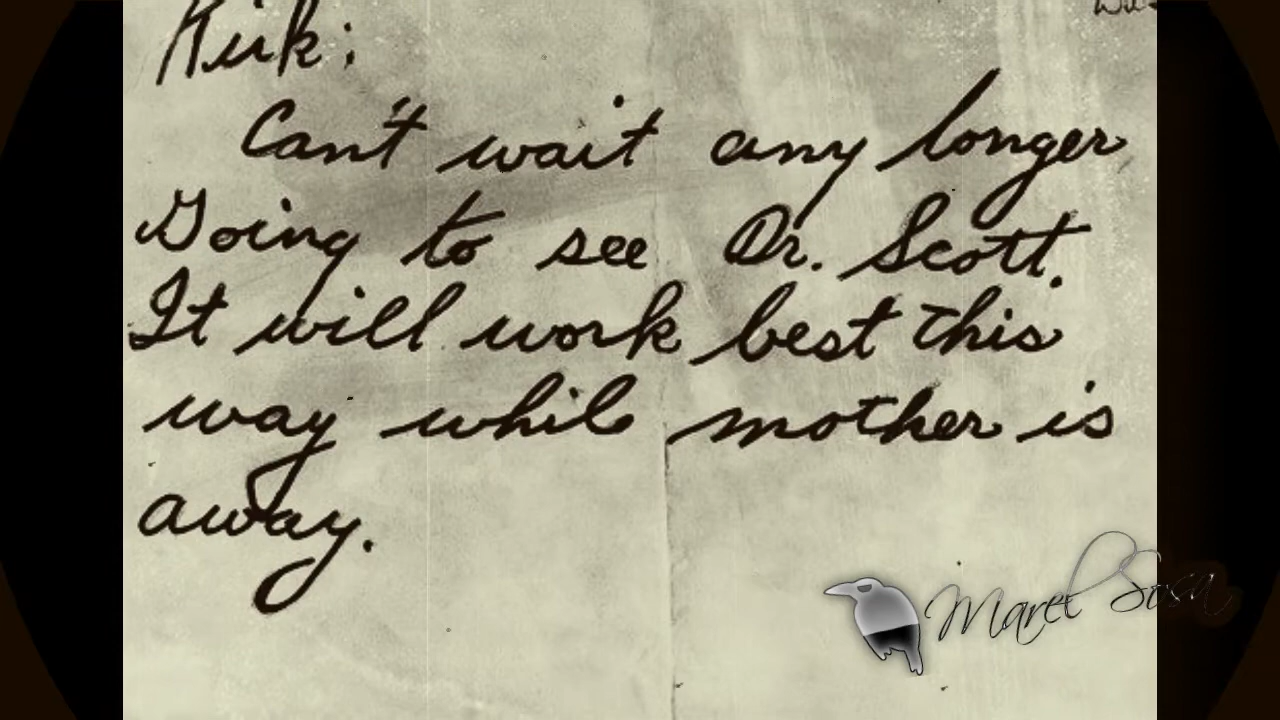 Kirk:
Can't wait any longer
Going to see Dr. Scott.
It will work best this
way while mother is
away.
Marel Sosa